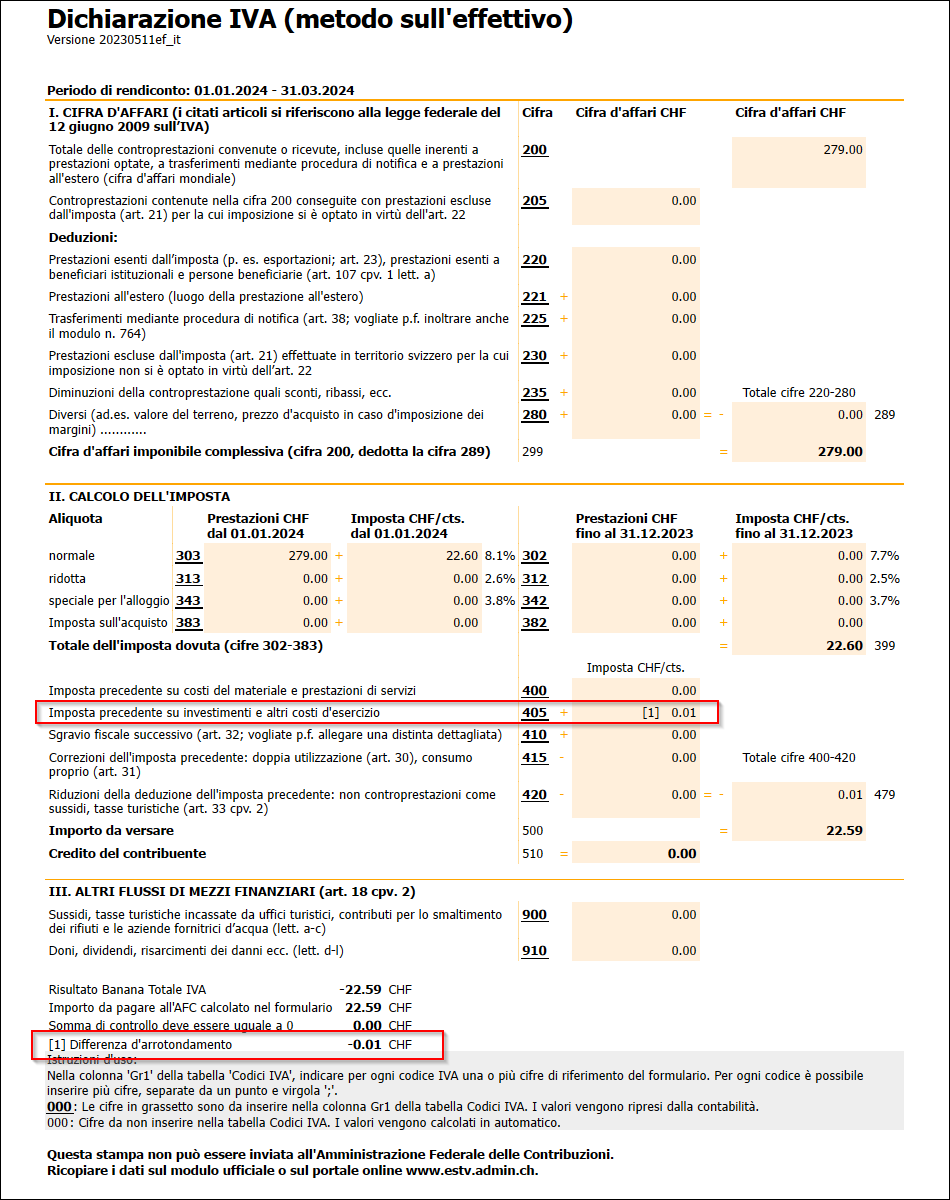 Dichiarazione IVA (metodo sull'effettivo)
Versione 20230511ef_it
Periodo di rendiconto: 01.01.2024 - 31.03.2024
I. CIFRA D'AFFARI (i citati articoli si riferiscono alla legge federale del Cifra Cifra d'affari CHF Cifra d'affari CHF
12 giugno 2009 sull’IVA)
Totale delle controprestazioni convenute o ricevute, incluse quelle inerenti a 200 279.00
prestazioni optate, a trasferimenti mediante procedura di notifica e a prestazioni
all'estero (cifra d'affari mondiale)
Controprestazioni contenute nella cifra 200 conseguite con prestazioni escluse 205 0.00
dall'imposta (art. 21) per la cui imposizione si è optato in virtù dell'art. 22
Deduzioni:
Prestazioni esenti dall’imposta (p. es. esportazioni; art. 23), prestazioni esenti a 220 0.00
beneficiari istituzionali e persone beneficiarie (art. 107 cpv. 1 lett. a)
Prestazioni all'estero (luogo della prestazione all'estero) 221 + 0.00
Trasferimenti mediante procedura di notifica (art. 38; vogliate p.f. inoltrare anche 225 + 0.00
il modulo n. 764)
Prestazioni escluse dall'imposta (art. 21) effettuate in territorio svizzero per la cui 230 + 0.00
imposizione non si è optato in virtù dell’art. 22
Diminuzioni della controprestazione quali sconti, ribassi, ecc. 235 + 0.00 Totale cifre 220-280
Diversi (ad.es. valore del terreno, prezzo d'acquisto in caso d'imposizione dei 280 + 0.00 = - 0.00 289
margini) ............
Cifra d'affari imponibile complessiva (cifra 200, dedotta la cifra 289) 299 = 279.00
II. CALCOLO DELL'IMPOSTA
Aliquota Prestazioni CHF Imposta CHF/cts. Prestazioni CHF Imposta CHF/cts.
dal 01.01.2024 dal 01.01.2024 fino al 31.12.2023 fino al 31.12.2023
normale 303 279.00 + 22.60 8.1% 302 0.00 + 0.00 7.7%
ridotta 313 0.00 + 0.00 2.6% 312 0.00 + 0.00 2.5%
speciale per l'alloggio 343 0.00 + 0.00 3.8% 342 0.00 + 0.00 3.7%
Imposta sull'acquisto 383 0.00 + 0.00 382 0.00 + 0.00
Totale dell'imposta dovuta (cifre 302-383) = 22.60 399
Imposta CHF/cts.
Imposta precedente su costi del materiale e prestazioni di servizi 400 0.00
Imposta precedente su investimenti e altri costi d'esercizio 405 + [1] 0.01
Sgravio fiscale successivo (art. 32; vogliate p.f. allegare una distinta dettagliata) 410 + 0.00
Correzioni dell'imposta precedente: doppia utilizzazione (art. 30), consumo 415 - 0.00 Totale cifre 400-420
proprio (art. 31)
Riduzioni della deduzione dell'imposta precedente: non controprestazioni come 420 - 0.00 = - 0.01 479
sussidi, tasse turistiche (art. 33 cpv. 2)
Importo da versare 500 = 22.59
Credito del contribuente 510 = 0.00
III. ALTRI FLUSSI DI MEZZI FINANZIARI (art. 18 cpv. 2)
Sussidi, tasse turistiche incassate da uffici turistici, contributi per lo smaltimento 900 0.00
dei rifiuti e le aziende fornitrici d’acqua (lett. a-c)
Doni, dividendi, risarcimenti dei danni ecc. (lett. d-l) 910 0.00
Risultato Banana Totale IVA -22.59 CHF
Importo da pagare all'AFC calcolato nel formulario 22.59 CHF
Somma di controllo deve essere uguale a 0 0.00 CHF
[1] Differenza d'arrotondamento -0.01 CHF
Istruzioni d'uso:
Nella colonna 'Gr1' della tabella 'Codici IVA', indicare per ogni codice IVA una o più cifre di riferimento del formulario. Per ogni codice è possibile
inserire più cifre, separate da un punto e virgola ';'.
000: Le cifre in grassetto sono da inserire nella colonna Gr1 della tabella Codici IVA. I valori vengono ripresi dalla contabilità.
000: Cifre da non inserire nella tabella Codici IVA. I valori vengono calcolati in automatico.
Questa stampa non può essere inviata all'Amministrazione Federale delle Contribuzioni.
Ricopiare i dati sul modulo ufficiale o sul portale online www.estv.admin.ch.